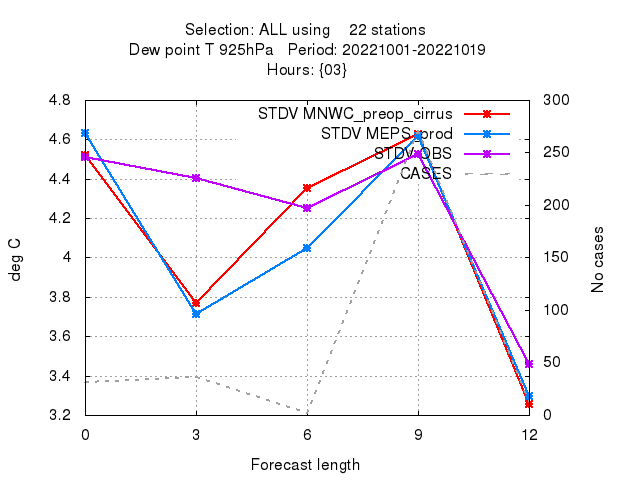 Selection: ALL using 22 stations
Dew point T 925hPa Period: 20221001-20221019
Hours: {03}
STDV MNWC_preop_cirrus
STDV MEPS_prod
STDV OBS
CASES
4.8
4.6
4.4
4.2
4
3.8
3.6
3.4
3.2
deg C
300
250
200
150
100
50
0
No cases
0 3 6 9 12
Forecast length